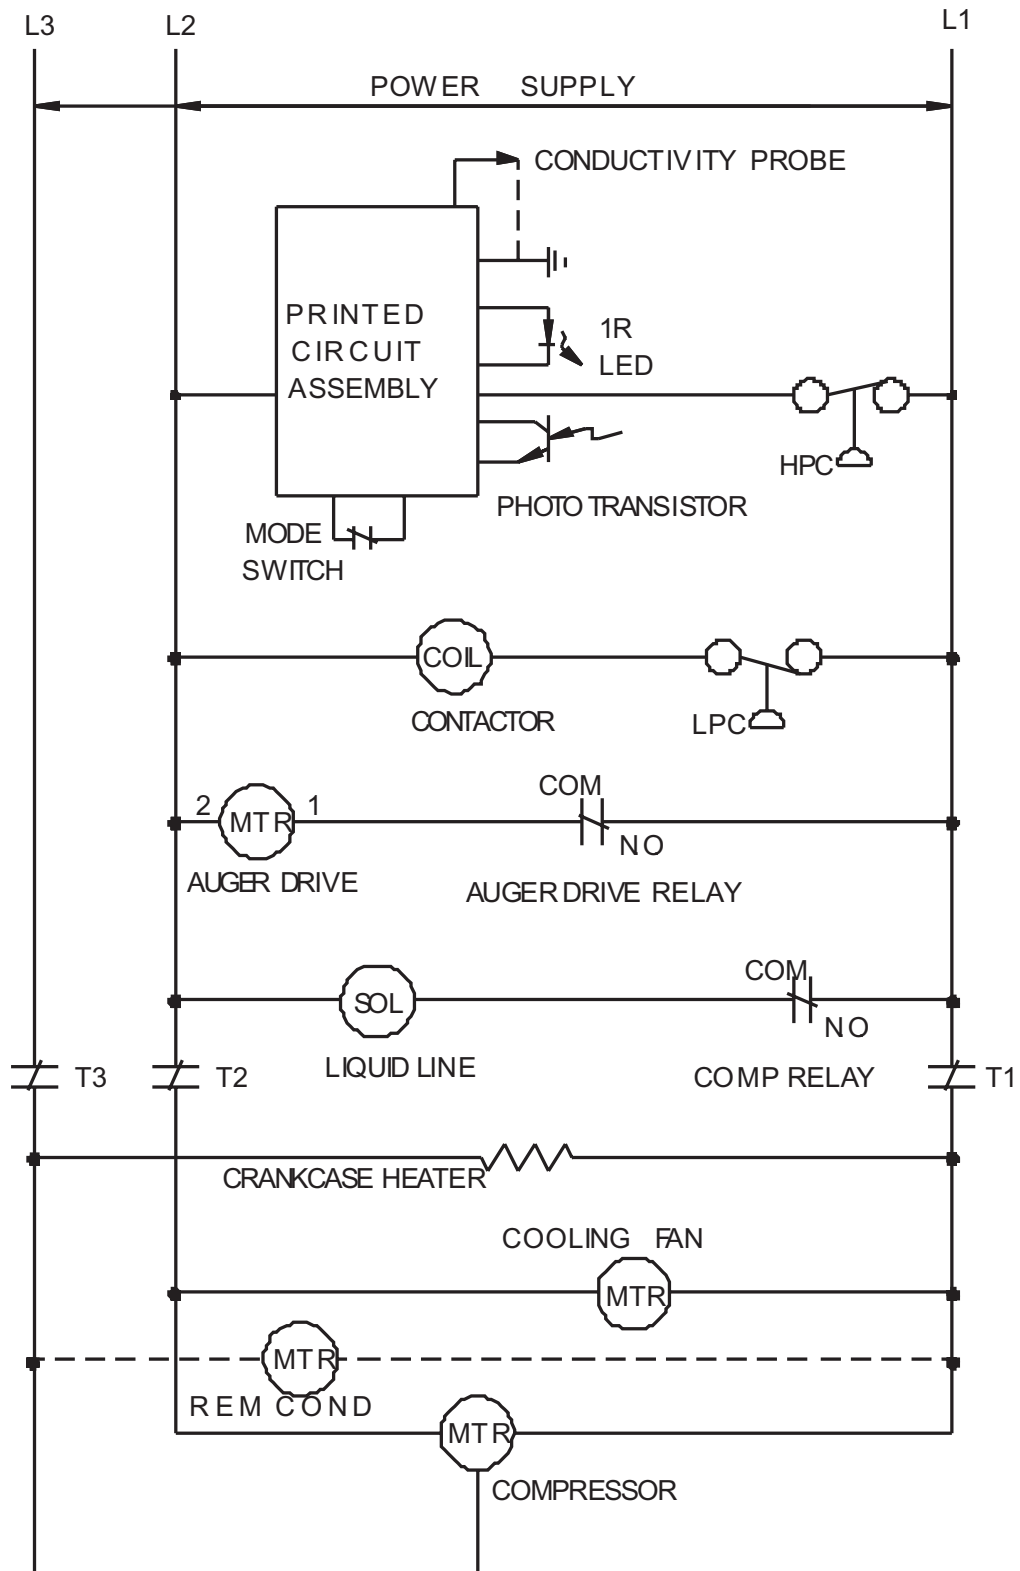 L3 L2 L1
POWER SUPPLY
CONDUCTIVITY PROBE
PRINTED
CIRCUIT
ASSEMBLY
1R
LED
HPC
PHOTO TRANSISTOR
MODE
SWITCH
COIL
CONTACTOR
LPC
2 MTR 1
COM
NO
AUGER DRIVE
AUGER DRIVE RELAY
COM
SOL
NO
LIQUID LINE
COMP RELAY
T3 T2 T1
CRANKCASE HEATER
COOLING FAN
MTR
MTR
REM COND
MTR
COMPRESSOR